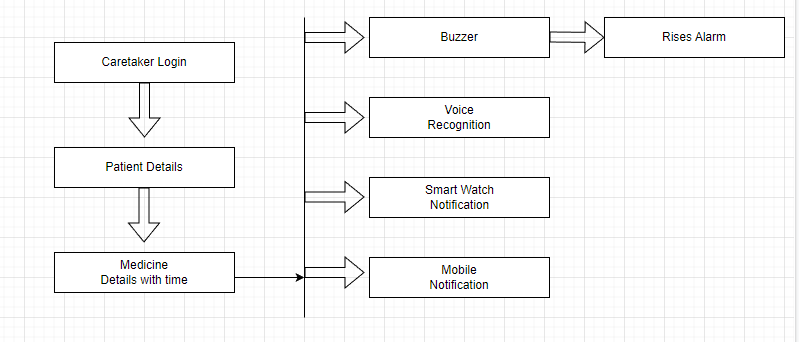 Caretaker Login
Patient Details
Medicine
Details with time
Buzzer
Rises Alarm
Voice
Recognition
Smart Watch
Notification
Mobile
Notification